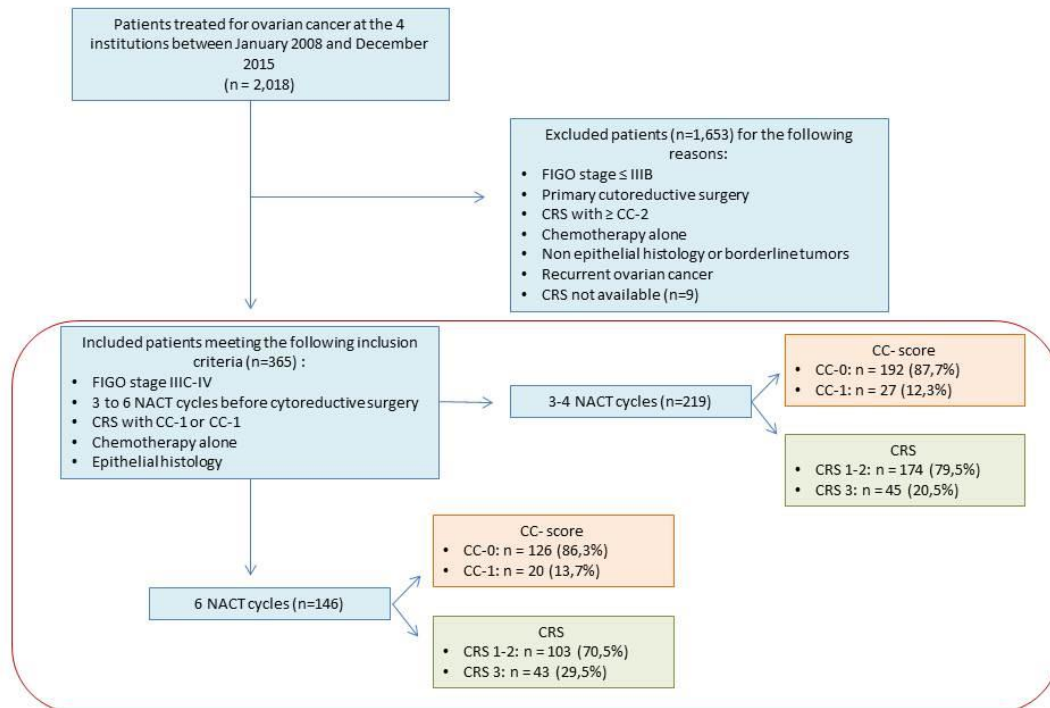 Patients treated for ovarian cancer at the 4
institutions between January 2008 and December
2015
(n = 2,018)
Excluded patients (n=1,653) for the following
reasons:
• FIGO stage ≤ IIIB
• Primary cutoreductive surgery
• CRS with ≥ CC-2
• Chemotherapy alone
• Non epithelial histology or borderline tumors
• Recurrent ovarian cancer
• CRS not available (n=9)
Included patients meeting the following inclusion
criteria (n=365) :
• FIGO stage IIIC-IV
• 3 to 6 NACT cycles before cytoreductive surgery
• CRS with CC-1 or CC-1
• Chemotherapy alone
• Epithelial histology
3-4 NACT cycles (n=219)
CC- score
• CC-0: n = 192 (87,7%)
• CC-1: n = 27 (12,3%)
CRS
• CRS 1-2: n = 174 (79,5%)
• CRS 3: n = 45 (20,5%)
6 NACT cycles (n=146)
CC- score
• CC-0: n = 126 (86,3%)
• CC-1: n = 20 (13,7%)
CRS
• CRS 1-2: n = 103 (70,5%)
• CRS 3: n = 43 (29,5%)